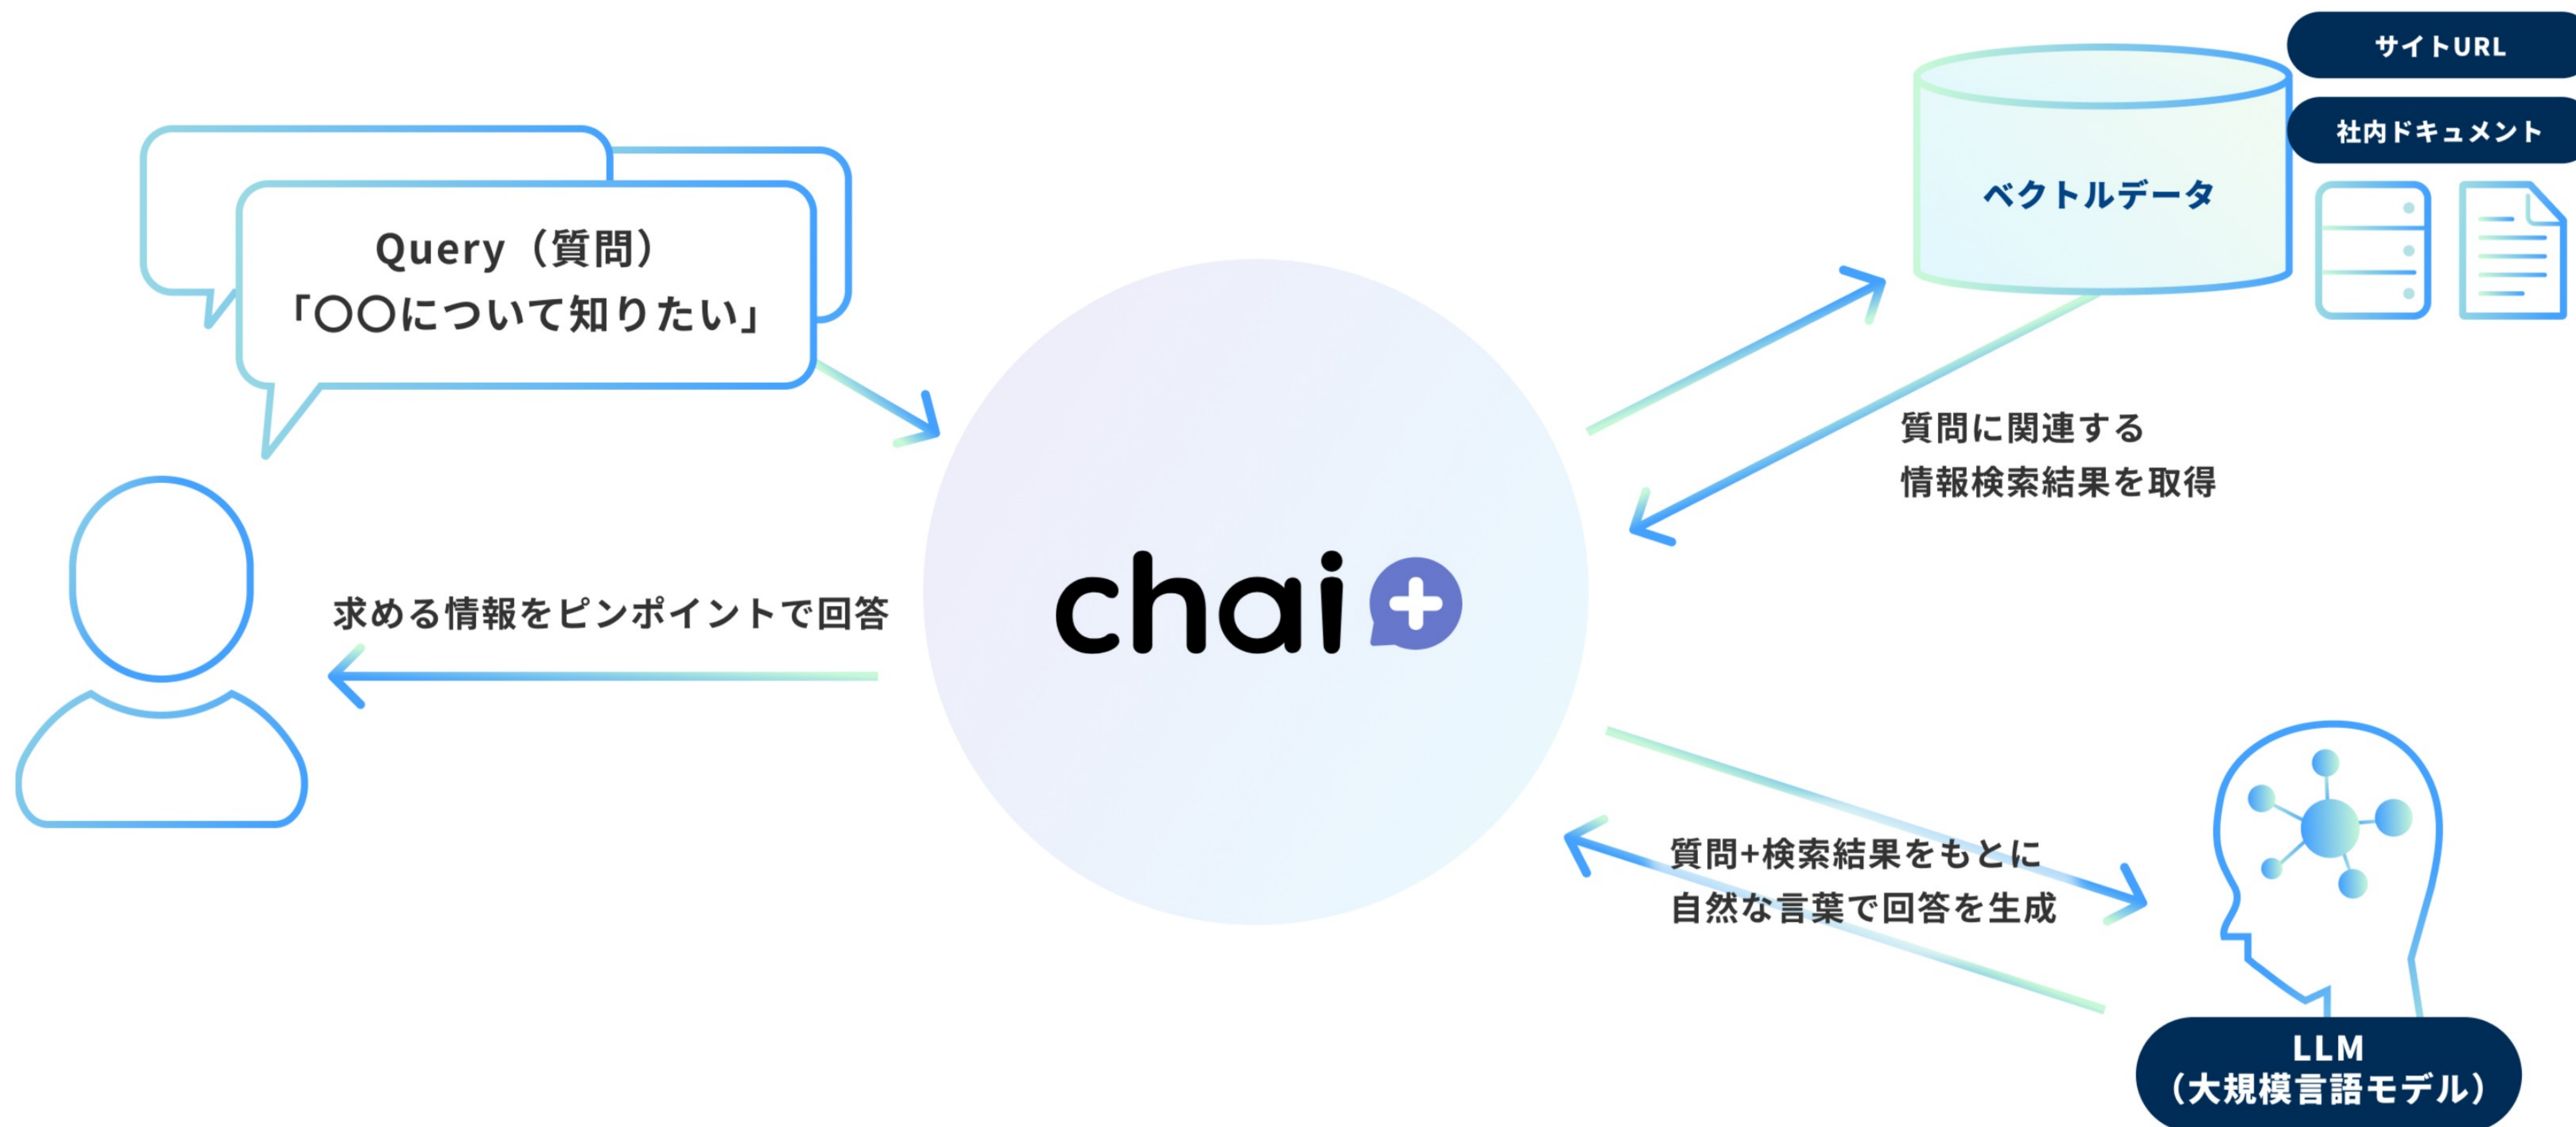 サイトURL
社内ドキュメント
ベクトルデータ
Query（質問）
「〇〇について知りたい」
質問に関連する
情報検索結果を取得
chai+
求める情報をピンポイントで回答
質問+検索結果をもとに
自然な言葉で回答を生成
LLM
（大規模言語モデル）